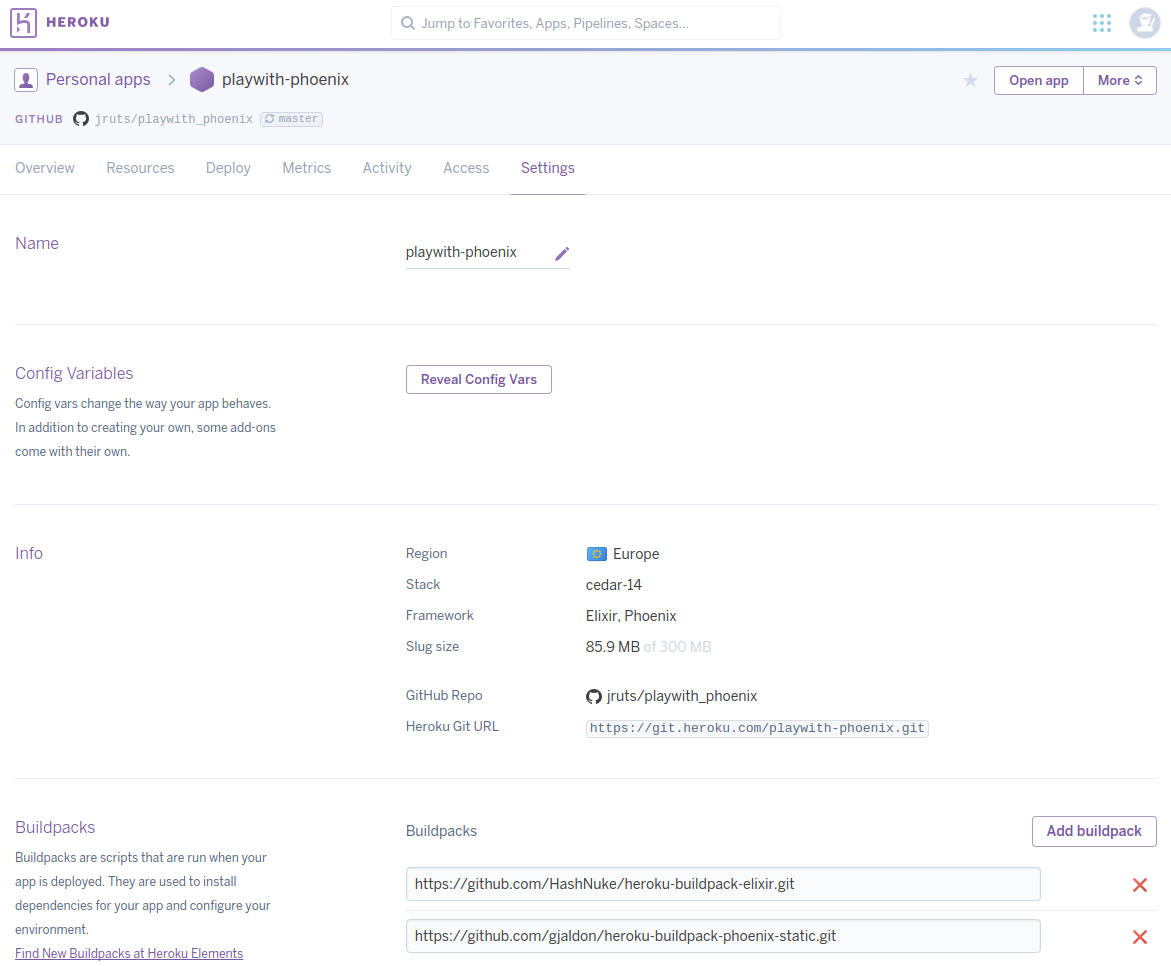 HEROKU
Jump to Favorites, Apps, Pipelines, Spaces...
Personal apps > playwith-phoenix
Open app More
GITHUB jruts/playwith_phoenix master
Overview Resources Deploy Metrics Activity Access Settings
Name
playwith-phoenix
Config Variables
Reveal Config Vars
Config vars change the way your app behaves.
In addition to creating your own, some add-ons
come with their own.
Info
Region Europe
Stack cedar-14
Framework Elixir, Phoenix
Slug size 85.9 MB of 300 MB
GitHub Repo jruts/playwith_phoenix
Heroku Git URL https://git.heroku.com/playwith-phoenix.git
Buildpacks
Buildpacks are scripts that are run when your
app is deployed. They are used to install
dependencies for your app and configure your
environment.
Find New Buildpacks at Heroku Elements
Buildpacks
Add buildpack
https://github.com/HashNuke/heroku-buildpack-elixir.git
https://github.com/gjaldon/heroku-buildpack-phoenix-static.git